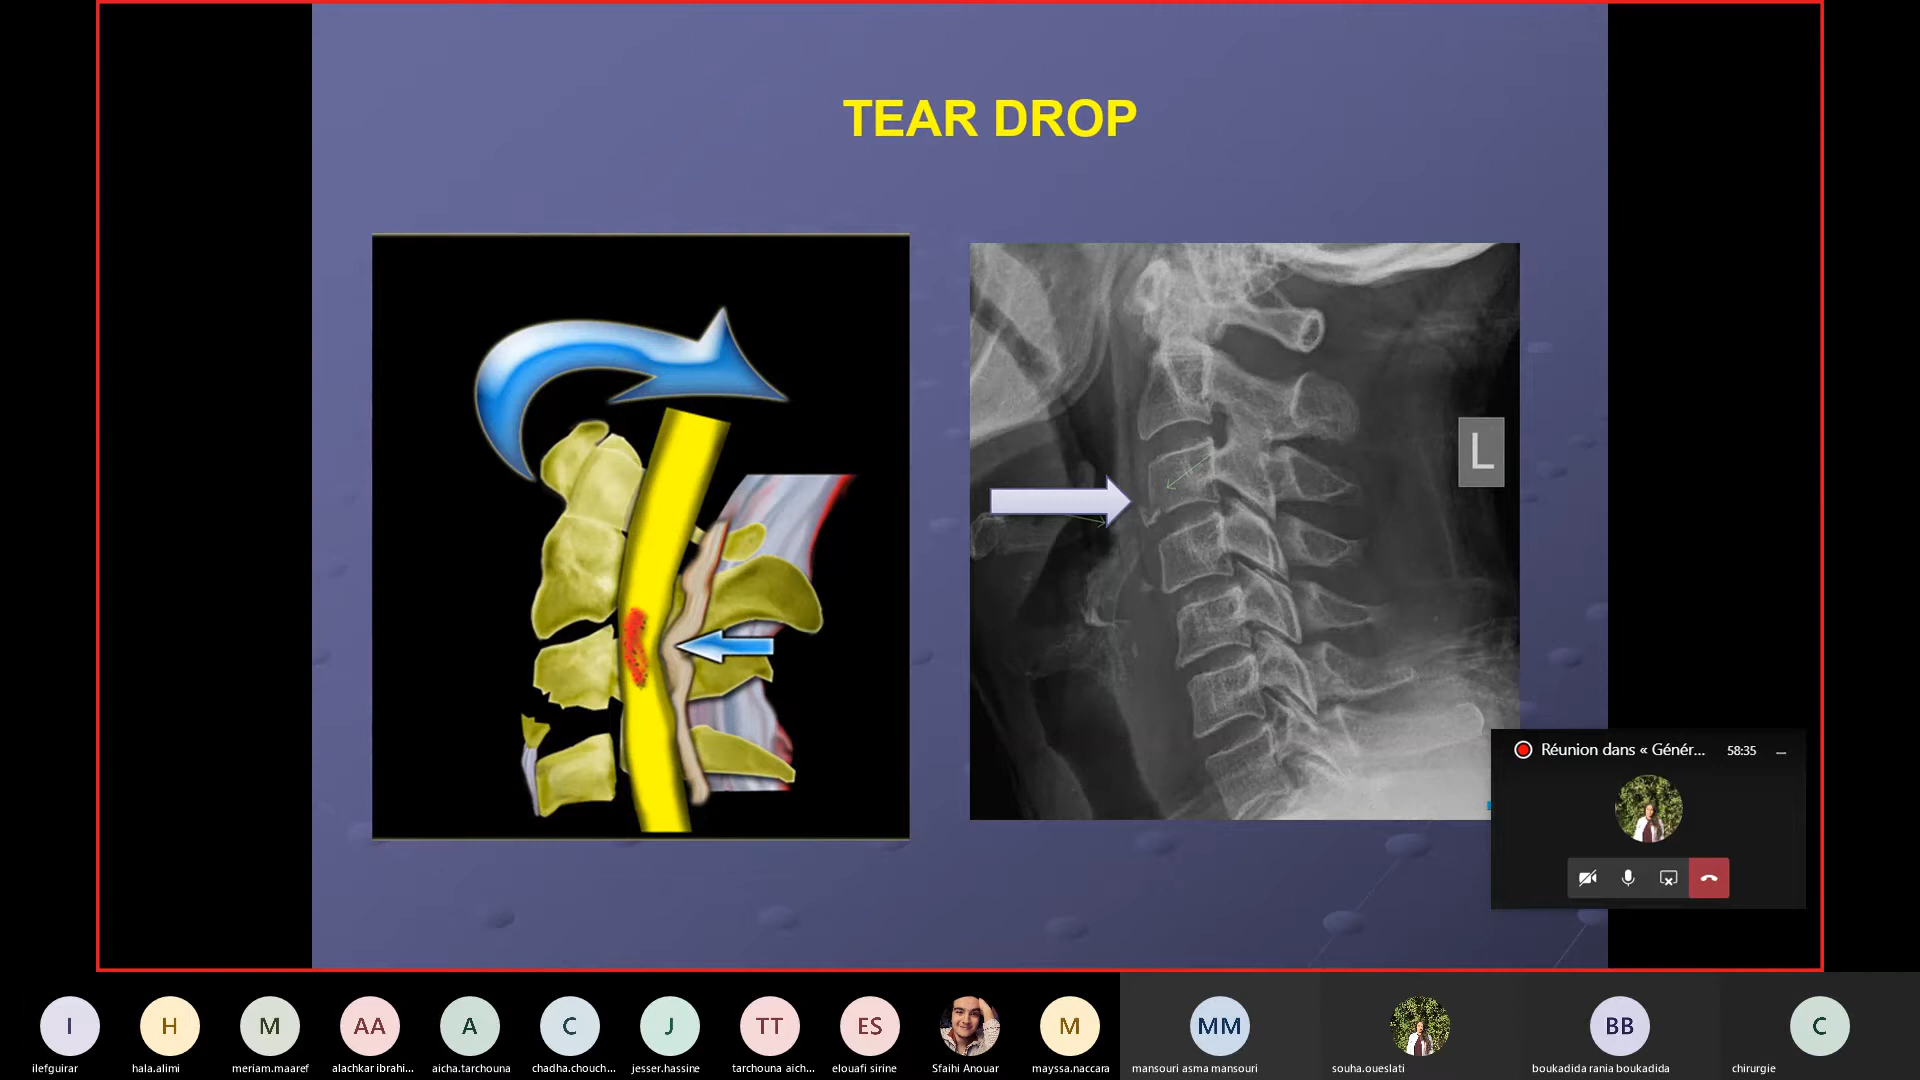 TEAR DROP
L
Réunion dans « Génér... 58:35
I H M AA A C J TT ES M MM BB C
ilefguirar hala.alimi meriam.maaref alachkar ibrahi... aicha.tarchouna chadha.chouch... jesser.hassine tarchouna aich... elouafi sirine Sfaihi Anouar mayssa.naccara mansouri asma mansouri souha.oueslati boukadida rania boukadida chirurgie